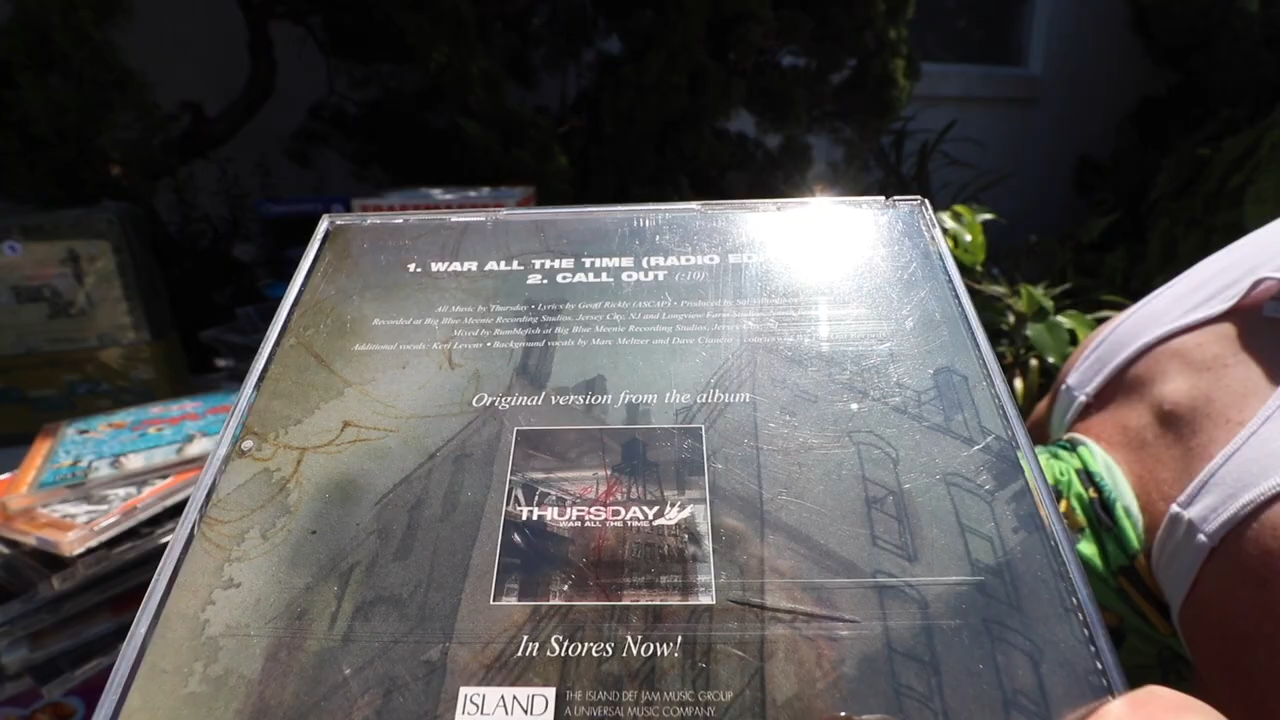 1. WAR ALL THE TIME (RADIO ED
2. CALL OUT (:10)
All Music by Thursday • Lyrics by Geoff Rickly (ASCAP) • Produced by Sal
Recorded at Big Blue Meenie Recording Studios, Jersey City, NJ and Longview Farm Studios
Mixed by Rumblefish at Big Blue Meenie Recording Studios, Jersey
Additional vocals: Keri Levens • Background vocals by Marc Meltzer and Dave
Original version from the album
THURSDAY
WAR ALL THE TIME
In Stores Now!
ISLAND
THE ISLAND DEF JAM MUSIC GROUP
A UNIVERSAL MUSIC COMPANY.